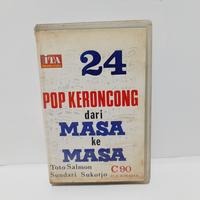 ITA
24
POP KERONCONG
dari
MASA
ke
MASA
Toto Salmon
Sundari Sukotjo
C90